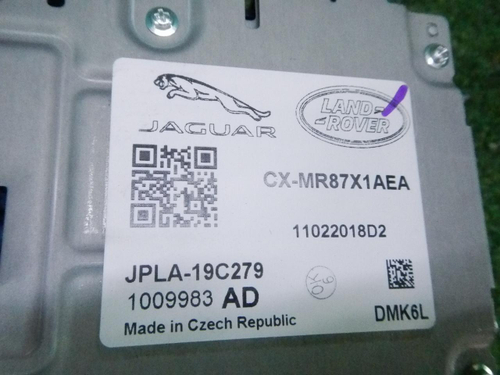 JAGUAR
LAND
ROVER
CX-MR87X1AEA
11022018D2
JPLA-19C279
1009983 AD
DMK6L
Made in Czech Republic